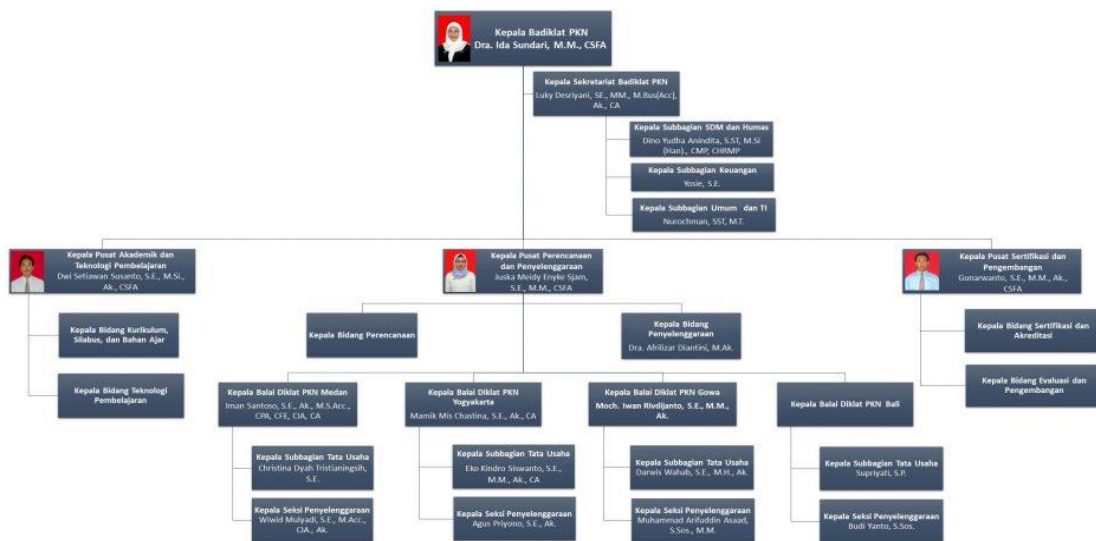 Kepala Badiklat PKN
Dra. Ida Sundari, M.M., CSFA
Kepala Sekretariat Badiklat PKN
Luky Desriyani, SE., MM., M.Bus(Acc),
Ak., CA
Kepala Subbagian SDM dan Humas
Dino Yudha Anindita, S.ST, M.Si
(Han)., CMP, CHRMP
Kepala Subbagian Keuangan
Yosie, S.E.
Kepala Subbagian Umum dan TI
Nurochman, SST, M.T.
Kepala Pusat Akademik dan
Teknologi Pembelajaran
Dwi Setiawan Susanto, S.E., M.Si.,
Ak., CSFA
Kepala Bidang Kurikulum,
Silabus, dan Bahan Ajar
Kepala Bidang Teknologi
Pembelajaran
Kepala Pusat Perencanaan
dan Penyelenggaraan
Juska Meidy Enyke Sjam,
S.E., M.M., CSFA
Kepala Bidang Perencanaan
Kepala Bidang
Penyelenggaraan
Dra. Afrilizar Diantini, M.Ak.
Kepala Pusat Sertifikasi dan
Pengembangan
Gunarwanto, S.E., M.M., Ak.,
CSFA
Kepala Bidang Sertifikasi dan
Akreditasi
Kepala Bidang Evaluasi dan
Pengembangan
Kepala Balai Diklat PKN Medan
Iman Santoso, S.E., Ak., M.S.Acc.,
CPA, CFE, CIA, CA
Kepala Subbagian Tata Usaha
Christina Dyah Tristianingsih,
S.E.
Kepala Seksi Penyelenggaraan
Wiwid Mulyadi, S.E., M.Acc.,
CIA., Ak.
Kepala Balai Diklat PKN
Yogyakarta
Mamik Mis Chastina, S.E., Ak., CA
Kepala Subbagian Tata Usaha
Eko Kindro Siswanto, S.E.,
M.M., Ak., CA
Kepala Seksi Penyelenggaraan
Agus Priyono, S.E., Ak.
Kepala Balai Diklat PKN Gowa
Moch. Iwan Rivdijanto, S.E., M.M.,
Ak.
Kepala Subbagian Tata Usaha
Darwis Wahab, S.E., M.H., Ak.
Kepala Seksi Penyelenggaraan
Muhammad Arifuddin Asaad,
S.Sos., M.M.
Kepala Balai Diklat PKN Bali
Kepala Subbagian Tata Usaha
Supriyati, S.P.
Kepala Seksi Penyelenggaraan
Budi Yanto, S.Sos.